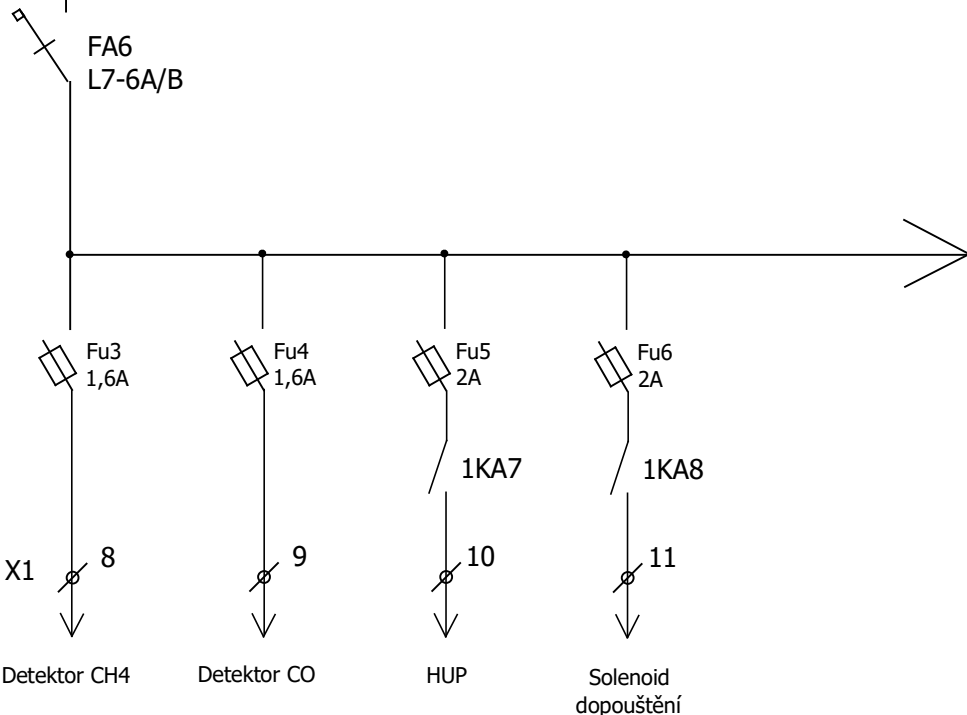 FA6
L7-6A/B
Fu3
1,6A
Fu4
1,6A
Fu5
2A
Fu6
2A
1KA7
1KA8
X1
8
9
10
11
Detektor CH4
Detektor CO
HUP
Solenoid
dopouštění